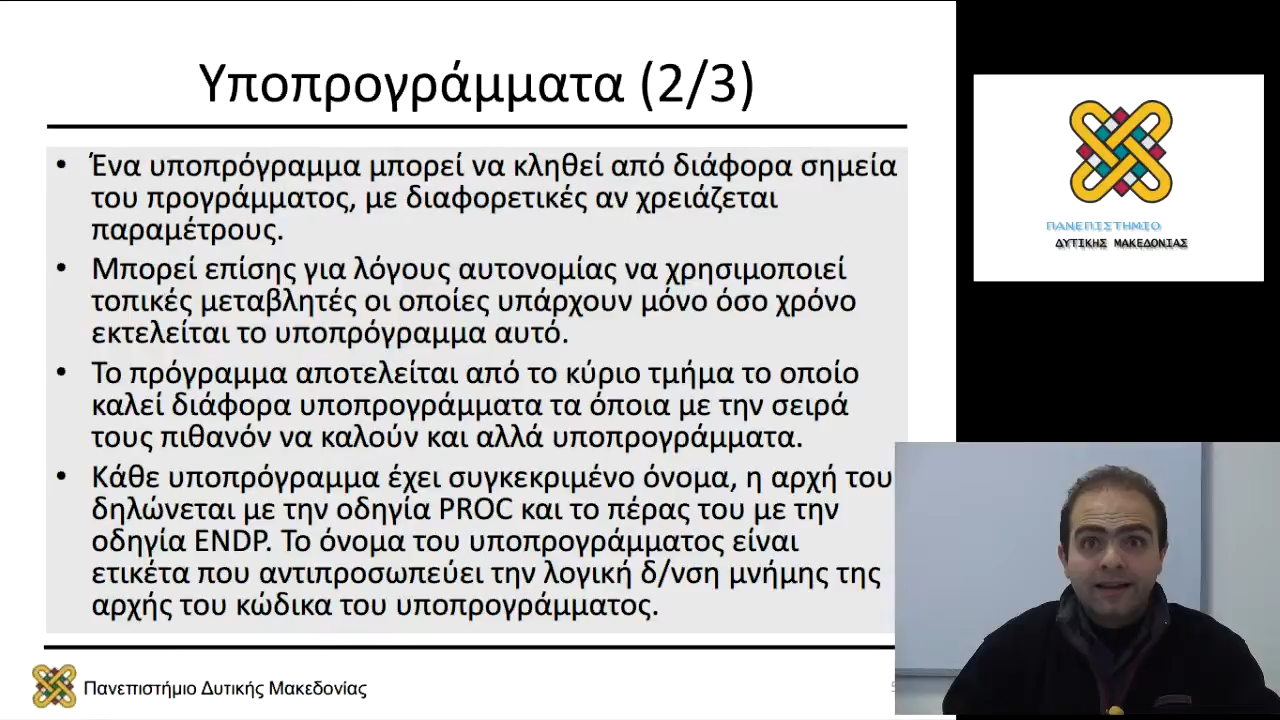 Υποπρογράμματα (2/3)
• Ένα υποπρόγραμμα μπορεί να κληθεί από διάφορα σημεία
του προγράμματος, με διαφορετικές αν χρειάζεται
παραμέτρους.
• Μπορεί επίσης για λόγους αυτονομίας να χρησιμοποιεί
τοπικές μεταβλητές οι οποίες υπάρχουν μόνο όσο χρόνο
εκτελείται το υποπρόγραμμα αυτό.
• Το πρόγραμμα αποτελείται από το κύριο τμήμα το οποίο
καλεί διάφορα υποπρογράμματα τα όποια με την σειρά
τους πιθανόν να καλούν και αλλά υποπρογράμματα.
• Κάθε υποπρόγραμμα έχει συγκεκριμένο όνομα, η αρχή του
δηλώνεται με την οδηγία PROC και το πέρας του με την
οδηγία ENDP. Το όνομα του υποπρογράμματος είναι
ετικέτα που αντιπροσωπεύει την λογική δ/νση μνήμης της
αρχής του κώδικα του υποπρογράμματος.
Πανεπιστήμιο Δυτικής Μακεδονίας
ΠΑΝΕΠΙΣΤΗΜΙΟ
ΔΥΤΙΚΗΣ ΜΑΚΕΔΟΝΙΑΣ